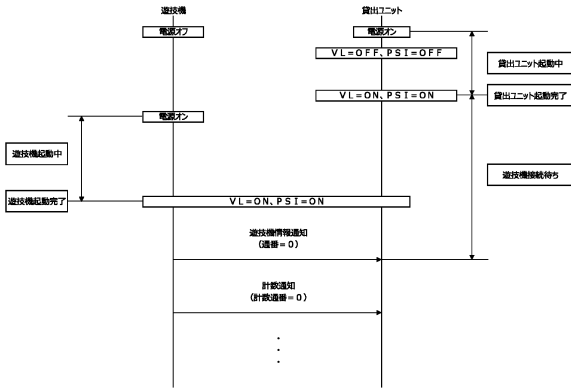 遊技機
貸出ユニット
電源オフ
電源オン
VL=OFF、PSI=OFF
貸出ユニット起動中
VL=ON、PSI=ON
貸出ユニット起動完了
電源オン
遊技機起動中
遊技機接続待ち
遊技機起動完了
VL=ON、PSI=ON
遊技機情報通知
(通番=0)
計数通知
(計数通番=0)